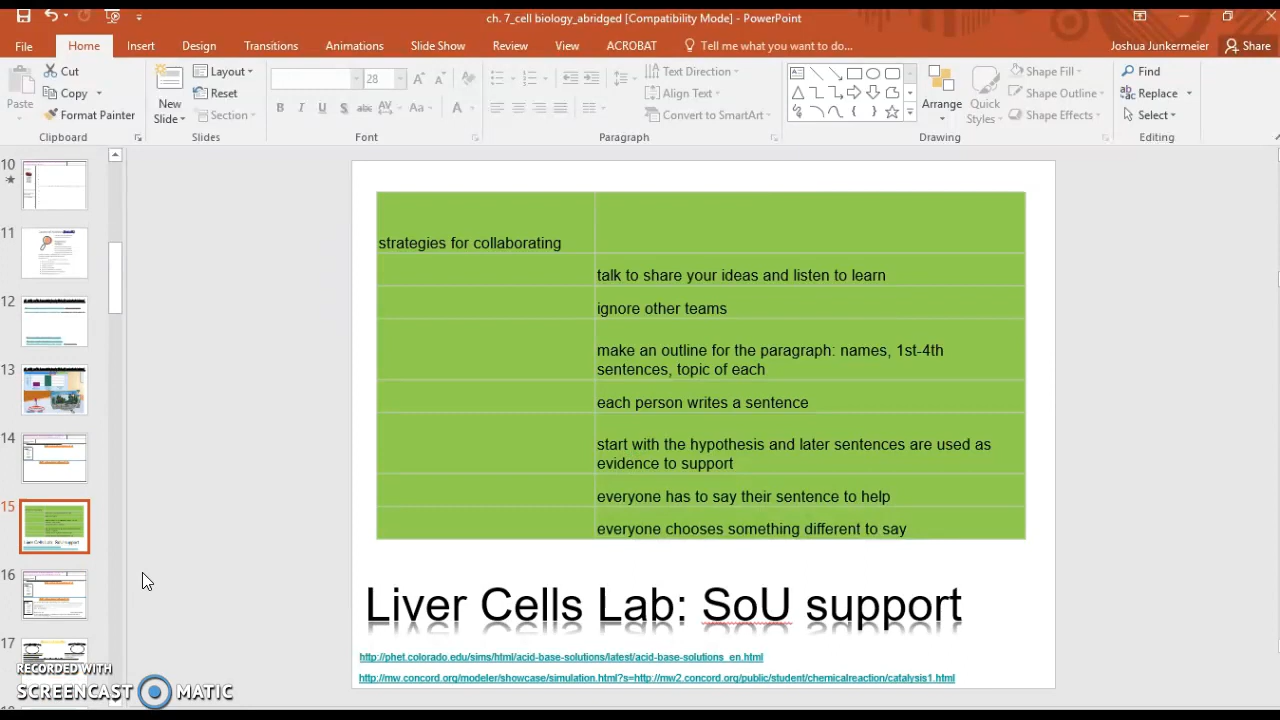 ch. 7_cell biology_abridged [Compatibility Mode] - PowerPoint
File Home Insert Design Transitions Animations Slide Show Review View ACROBAT Tell me what you want to do... Joshua Junkermeier Share
Paste
Cut
Copy
Format Painter
Clipboard
New Slide
Layout
Reset
Section
Slides
28
Font
Text Direction
Align Text
Convert to SmartArt
Paragraph
Arrange
Quick Styles
Shape Fill
Shape Outline
Shape Effects
Drawing
Find
Replace
Select
Editing
10
11
12
13
14
15
16
17
strategies for collaborating
talk to share your ideas and listen to learn
ignore other teams
make an outline for the paragraph: names, 1st-4th
sentences, topic of each
each person writes a sentence
start with the hypothesis and later sentences are used as
evidence to support
everyone has to say their sentence to help
everyone chooses something different to say
Liver Cells Lab: SoU support
http://phet.colorado.edu/sims/html/acid-base-solutions/latest/acid-base-solutions_en.html
http://mw.concord.org/modeler/showcase/simulation.html?s=http://mw2.concord.org/public/student/chemicalreaction/catalysis1.html
RECORDED WITH
SCREENCAST MATIC